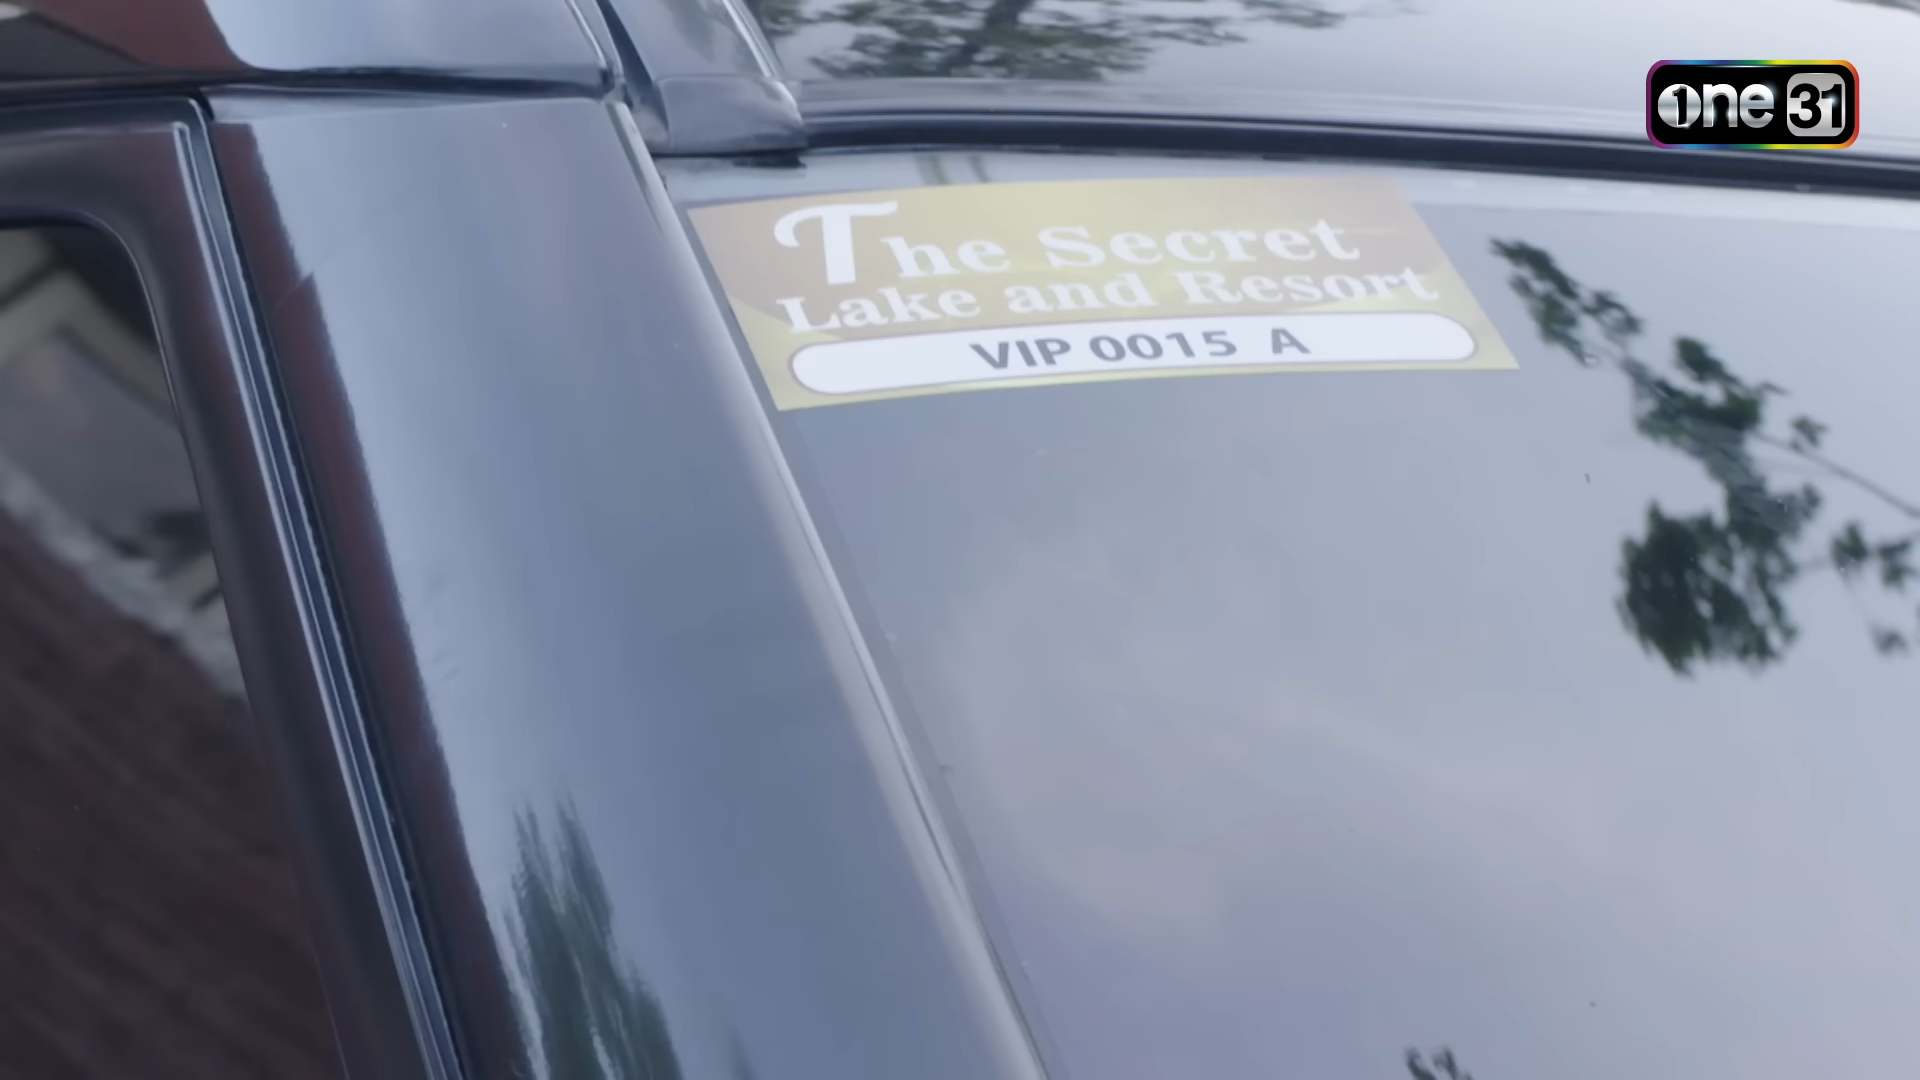 one 31
The Secret
Lake and Resort
VIP 0015 A